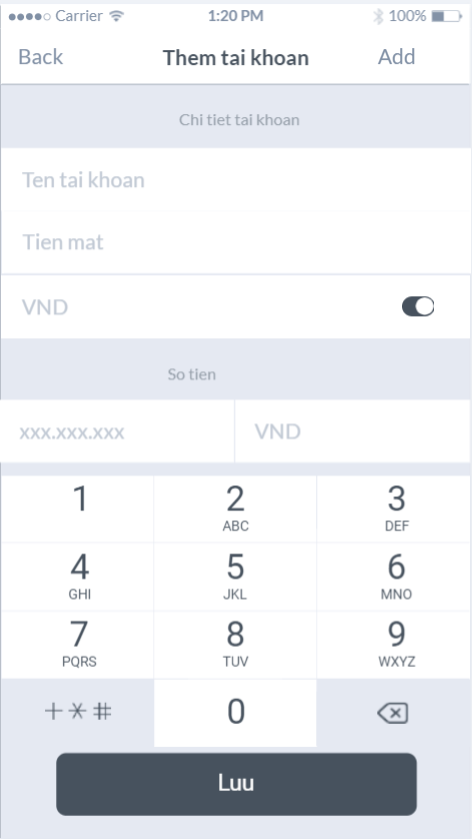 Carrier 1:20 PM 100%
Back Them tai khoan Add
Chi tiet tai khoan
Ten tai khoan
Tien mat
VND
So tien
xxx.xxx.xxx VND
1 2 3
ABC DEF
4 5 6
GHI JKL MNO
7 8 9
PQRS TUV WXYZ
+*# 0
Luu